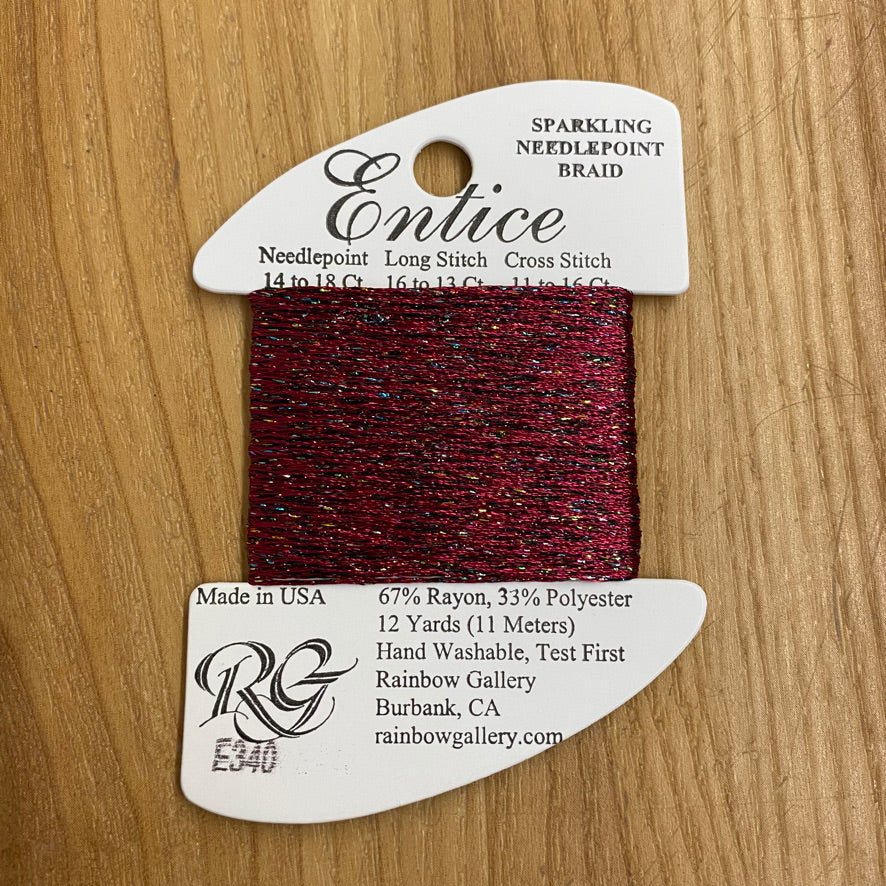 SPARKLING
NEEDLEPOINT
BRAID
Entice
Needlepoint Long Stitch Cross Stitch
14 to 18 Ct. 16 to 13 Ct. 11 to 16 Ct.
Made in USA
67% Rayon, 33% Polyester
12 Yards (11 Meters)
Hand Washable, Test First
Rainbow Gallery
Burbank, CA
rainbowgallery.com
RG
E340